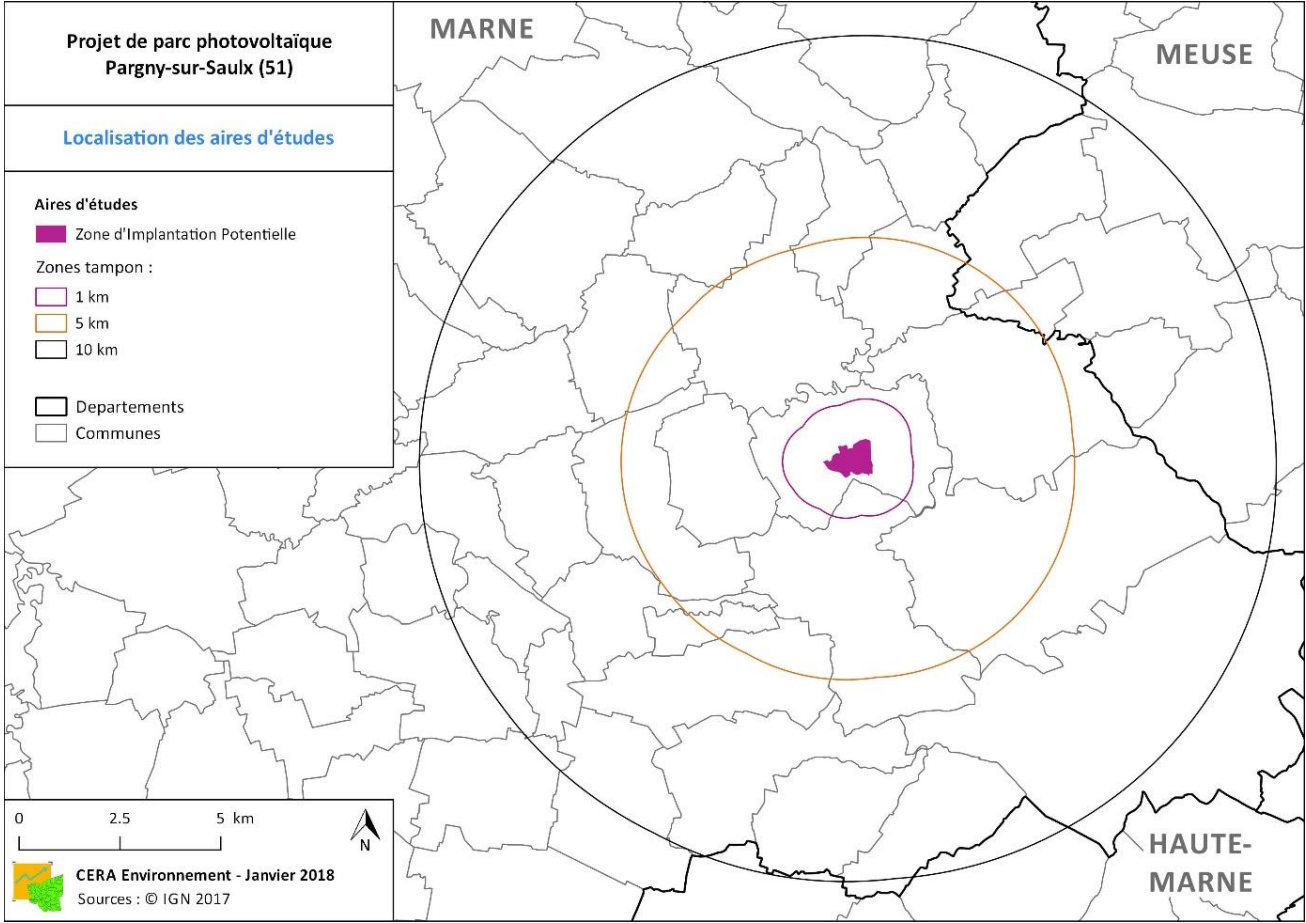 Projet de parc photovoltaïque
Pargny-sur-Saulx (51)
Localisation des aires d'études
Aires d'études
Zone d'Implantation Potentielle
Zones tampon :
1 km
5 km
10 km
Departements
Communes
MARNE
MEUSE
HAUTE-
MARNE
0 2.5 5 km
N
CERA Environnement - Janvier 2018
Sources : © IGN 2017